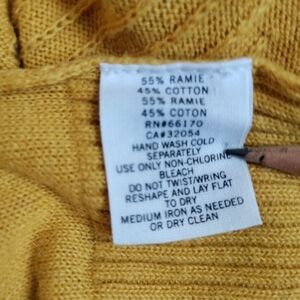 55% RAMIE
45% COTTON
55% RAMIE
45% COTON
RN#66170
CA#32054
HAND WASH COLD
SEPARATELY
USE ONLY NON-CHLORINE
BLEACH
DO NOT TWIST/WRING
RESHAPE AND LAY FLAT
TO DRY
MEDIUM IRON AS NEEDED
OR DRY CLEAN